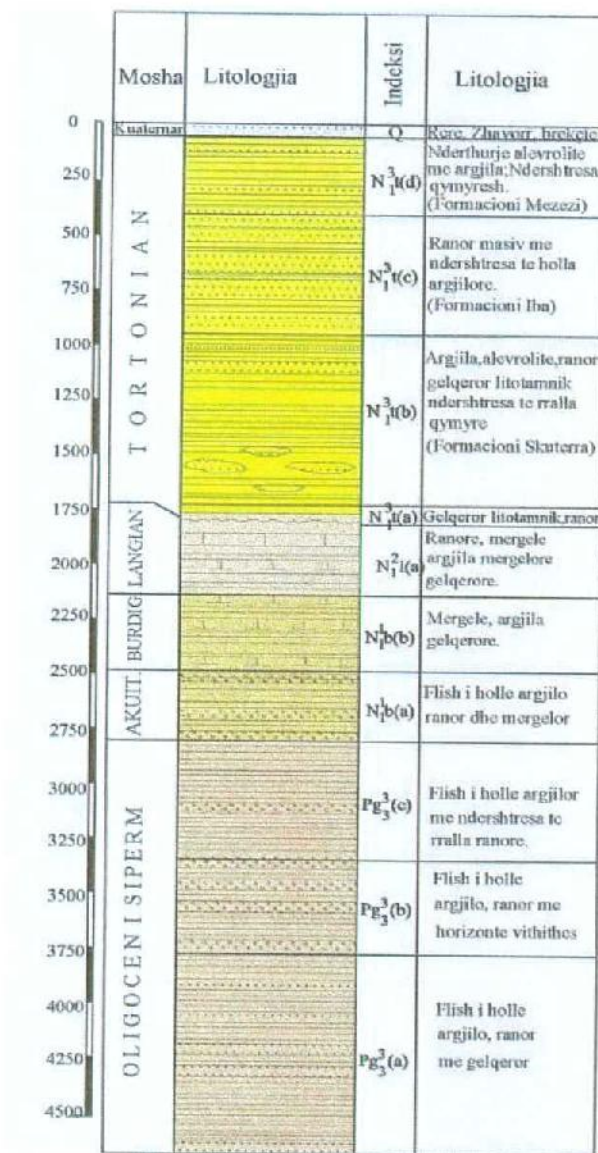 Mosha Litologjia Indeksi Litologjia
0
250
500
750
1000
1250
1500
1750
2000
2250
2500
2750
3000
3250
3500
3750
4000
4250
4500
Kuaternar Q Rere, Zhavorr, brekcie
TORTONIAN
N₁³t(d)
Nderthurje alevrolite
me argjila;Ndershtresa
qymyresh.
(Formacioni Mezezi)
N₁³t(c)
Ranor masiv me
ndershtresa te holla
argjilore.
(Formacioni Iba)
N₁³t(b)
Argjila,alevrolite,ranor
gelqeror litotamnik
ndershtresa te rralla
qymyre
(Formacioni Skuterra)
N₁³t(a) Gelqeror litotamnik,ranor
LANGIAN
N₁²l(a)
Ranore, mergele
argjila mergelore
gelqerore.
BURDIG
N₁¹b(b)
Mergele, argjila
gelqerore.
AKUIT.
N₁¹b(a)
Flish i holle argjilo
ranor dhe mergelor
OLIGOCENI SIPERM
Pg₃³(c)
Flish i holle argjilor
me ndershtresa te
rralla ranore.
Pg₃³(b)
Flish i holle
argjilo, ranor me
horizonte vithithes
Pg₃³(a)
Flish i holle
argjilo, ranor
me gelqeror